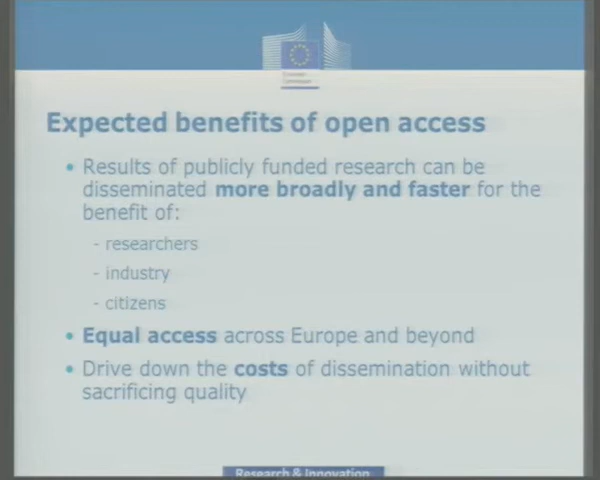 European
Commission
Expected benefits of open access
• Results of publicly funded research can be
disseminated more broadly and faster for the
benefit of:
- researchers
- industry
- citizens
• Equal access across Europe and beyond
• Drive down the costs of dissemination without
sacrificing quality
Research & Innovation